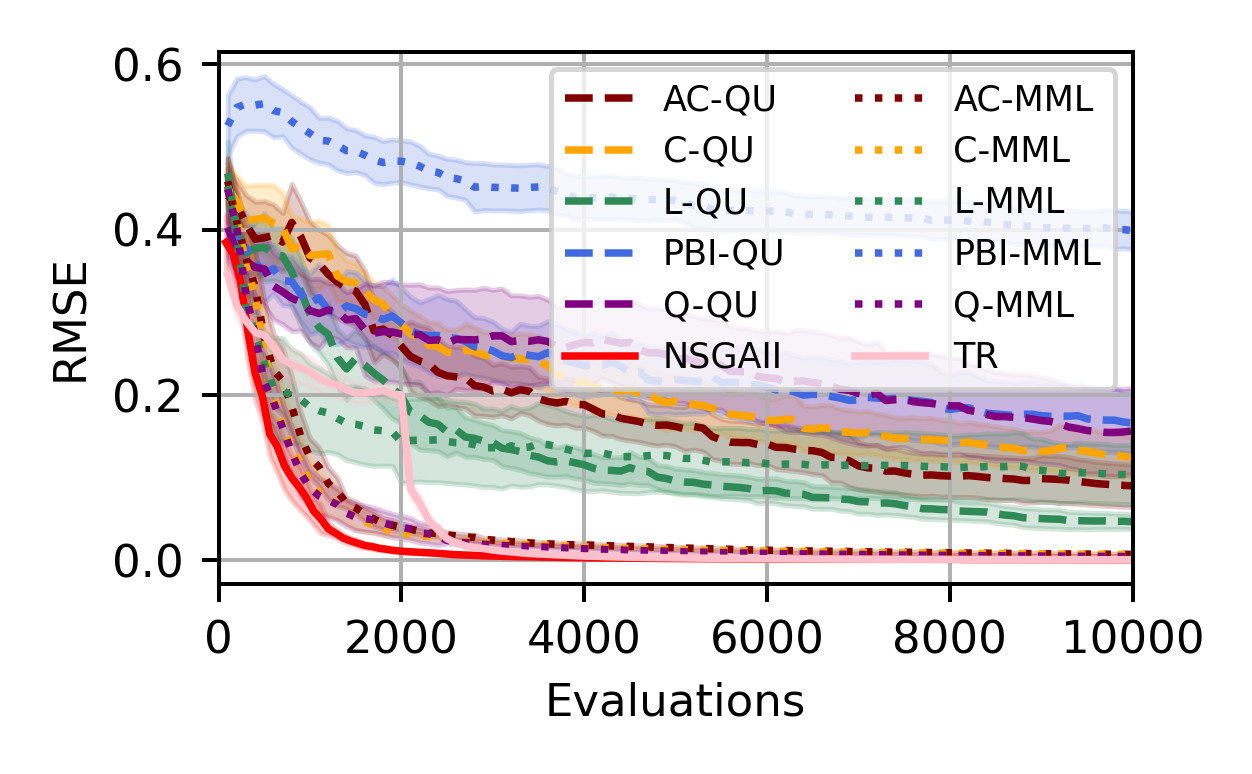 0.6
0.4
0.2
0.0
RMSE
AC-QU
C-QU
L-QU
PBI-QU
Q-QU
NSGAII
AC-MML
C-MML
L-MML
PBI-MML
Q-MML
TR
0 2000 4000 6000 8000 10000
Evaluations